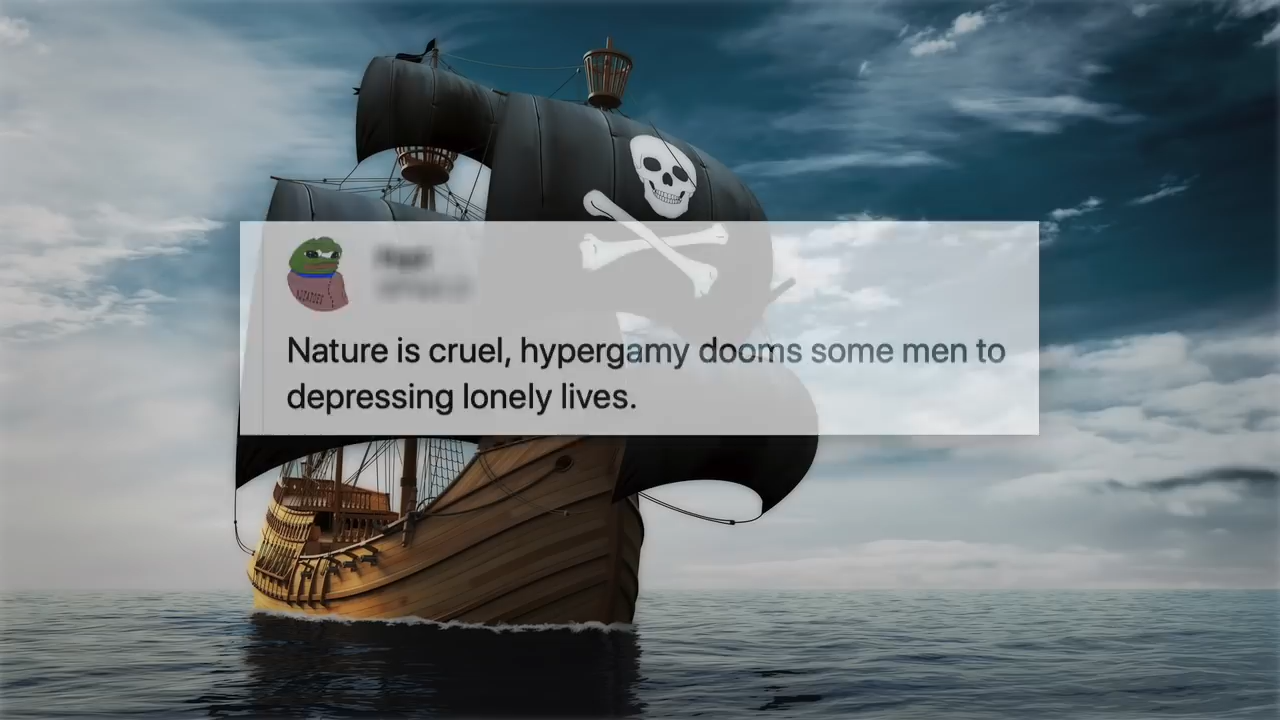 Nature is cruel, hypergamy dooms some men to
depressing lonely lives.